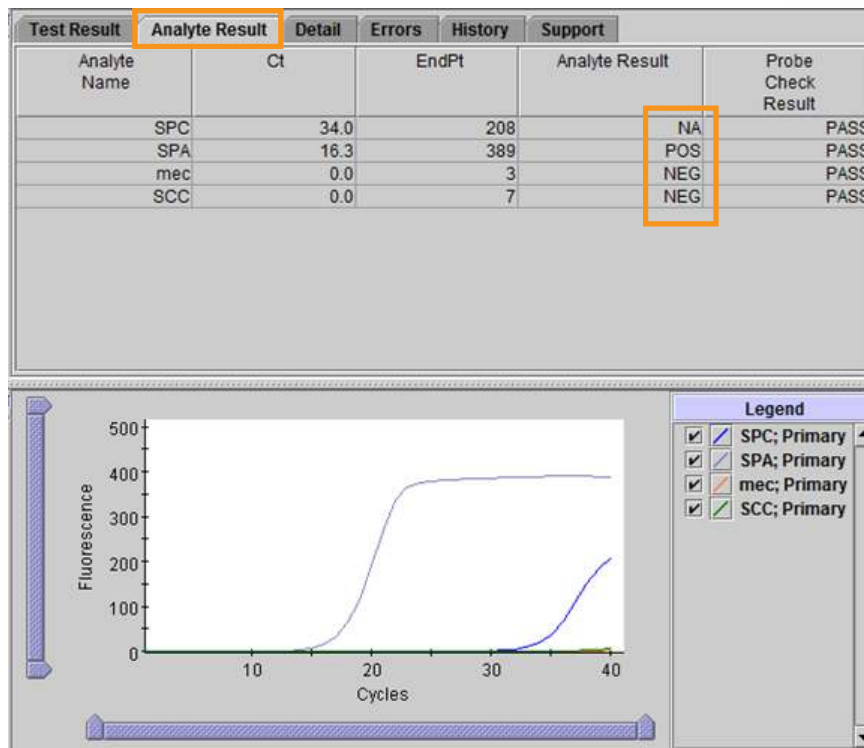 Test Result Analyte Result Detail Errors History Support
Analyte Name Ct EndPt Analyte Result Probe Check Result
SPC 34.0 208 NA PASS
SPA 16.3 389 POS PASS
mec 0.0 3 NEG PASS
SCC 0.0 7 NEG PASS
Legend
SPC; Primary
SPA; Primary
mec; Primary
SCC; Primary
500
400
300
200
100
0
Fluorescence
10 20 30 40
Cycles